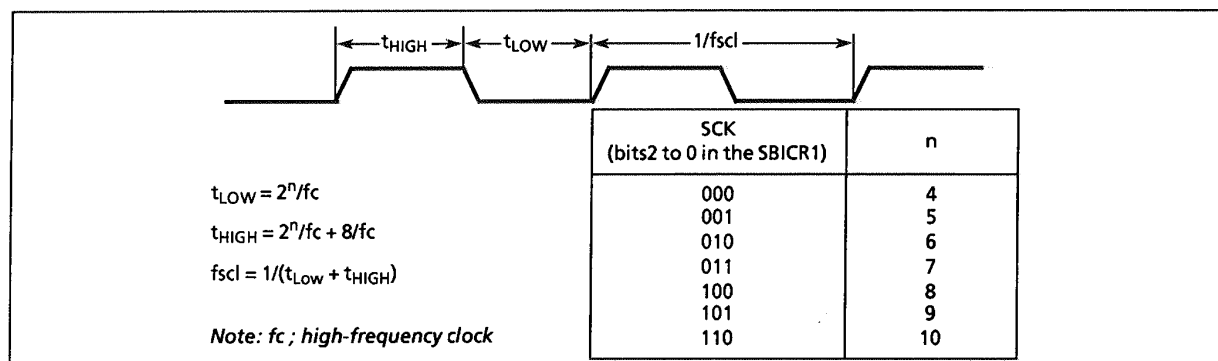 tHIGH tLOW 1/fscl
SCK n
(bits2 to 0 in the SBICR1)
tLOW = 2ⁿ/fc
tHIGH = 2ⁿ/fc + 8/fc
fscl = 1/(tLow + tHIGH)
Note: fc ; high-frequency clock
000 4
001 5
010 6
011 7
100 8
101 9
110 10